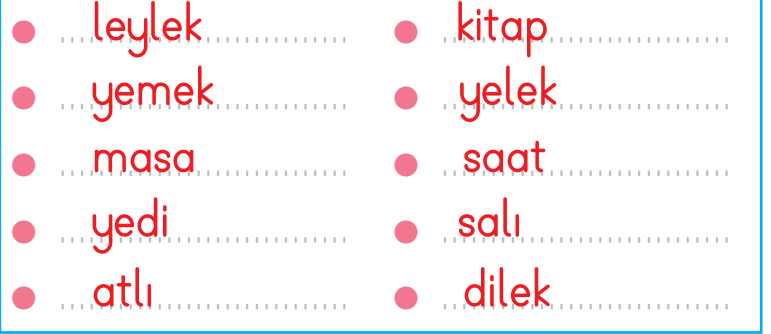 leylek kitap
yemek yelek
masa saat
yedi salı
atlı dilek